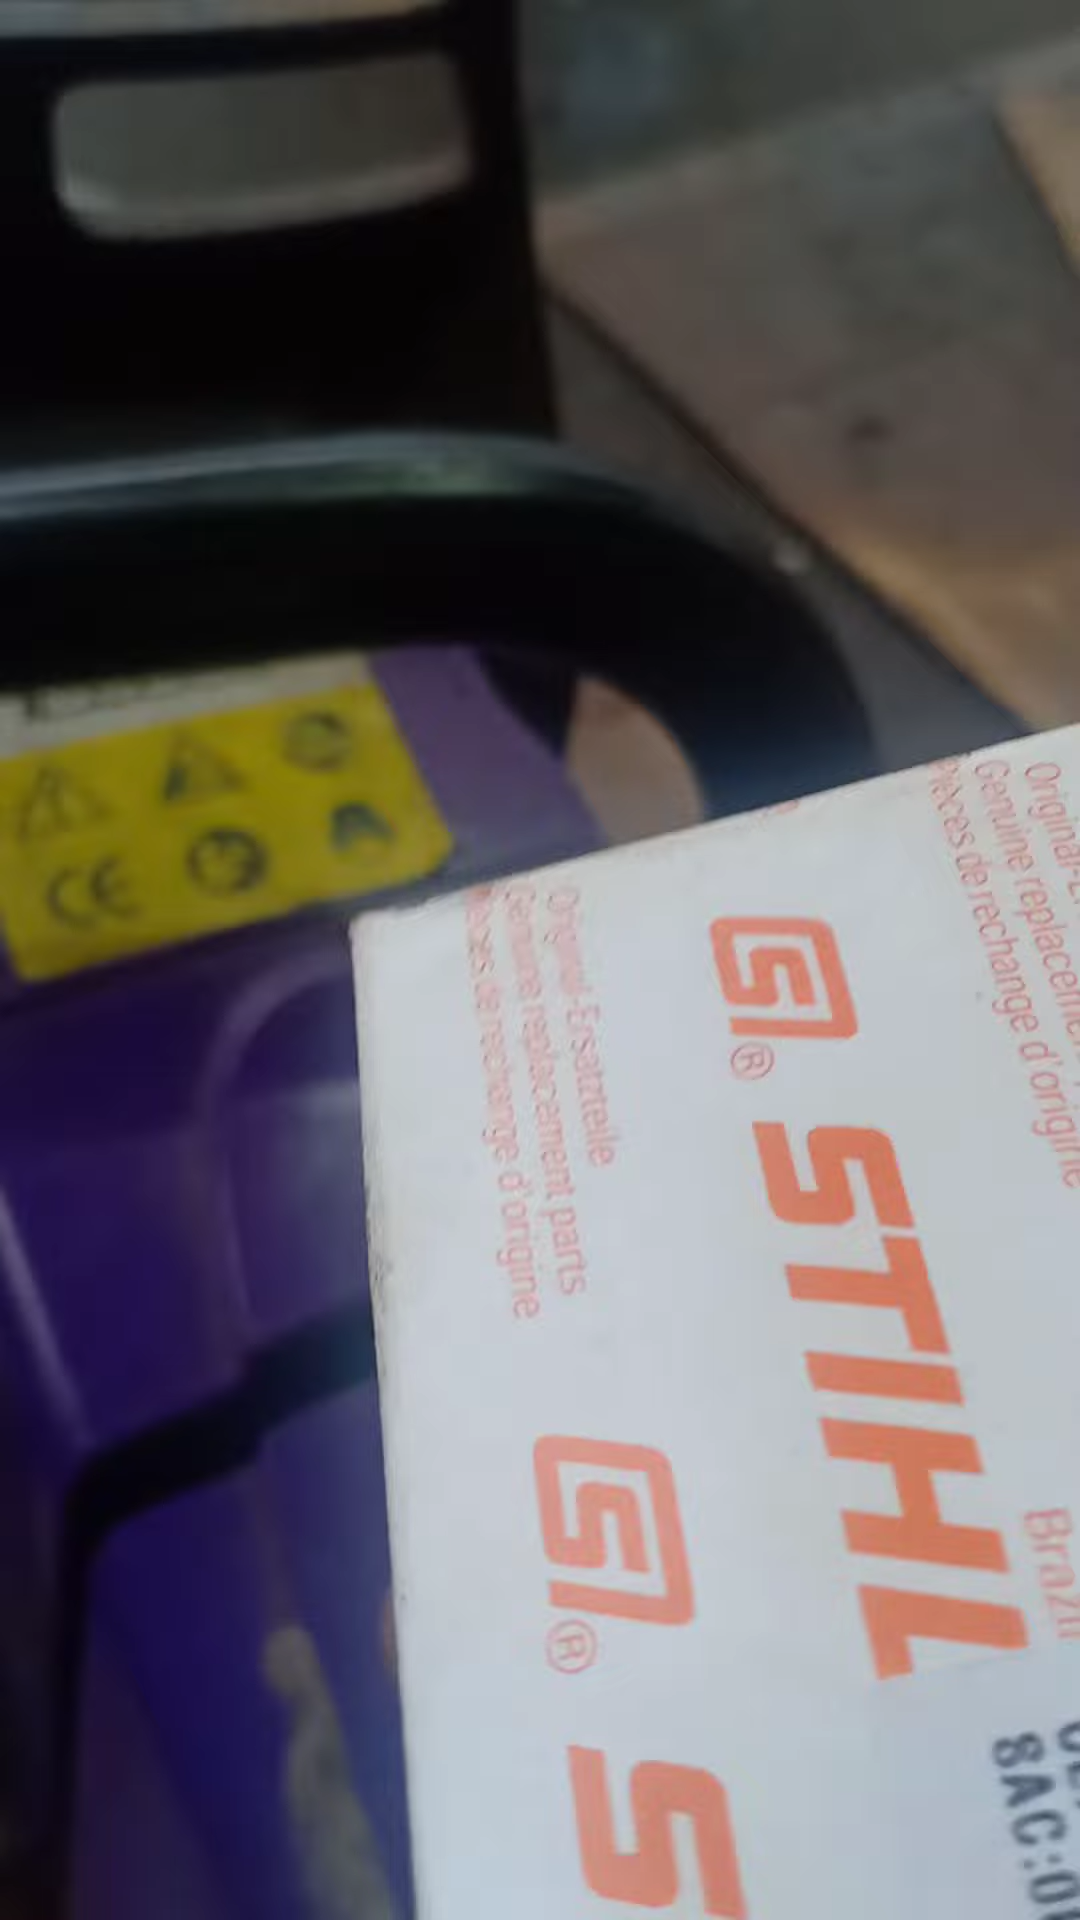 CE
Original-Ersatzteile
Genuine replacement parts
Pièces de rechange d'origine
STIHL®
Genuine replacement
Pièces de rechange d'origine
Brazil
8AC:0
S
®